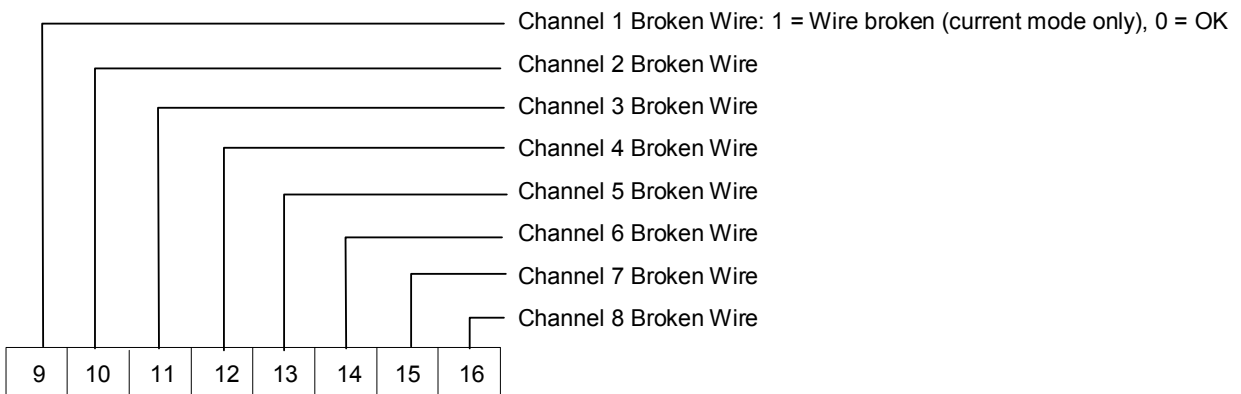 Channel 1 Broken Wire: 1 = Wire broken (current mode only), 0 = OK
Channel 2 Broken Wire
Channel 3 Broken Wire
Channel 4 Broken Wire
Channel 5 Broken Wire
Channel 6 Broken Wire
Channel 7 Broken Wire
Channel 8 Broken Wire
9 10 11 12 13 14 15 16